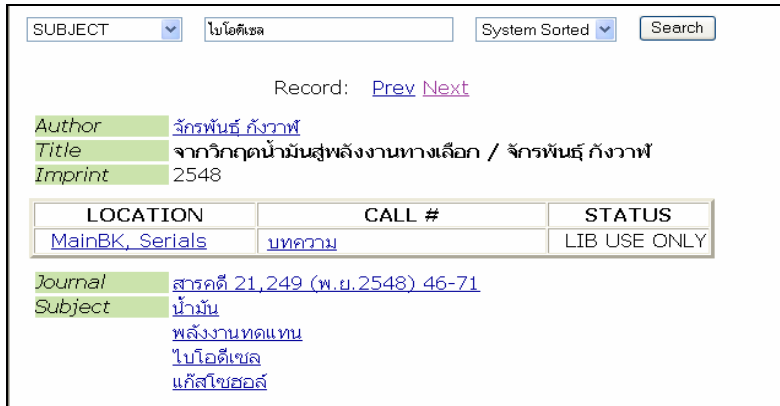 SUBJECT ไบโอดีเซล System Sorted Search
Record: Prev Next
Author จักรพันธุ์ กังวาฬ
Title จากวิกฤตน้ำมันสู่พลังงานทางเลือก / จักรพันธุ์ กังวาฬ
Imprint 2548
LOCATION CALL # STATUS
MainBK, Serials บทความ LIB USE ONLY
Journal สารคดี 21,249 (พ.ย.2548) 46-71
Subject น้ำมัน
พลังงานทดแทน
ไบโอดีเซล
แก๊สโซฮอล์